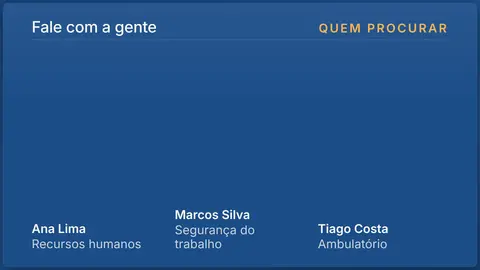 Fale com a gente
QUEM PROCURAR
Ana Lima
Recursos humanos
Marcos Silva
Segurança do
trabalho
Tiago Costa
Ambulatório